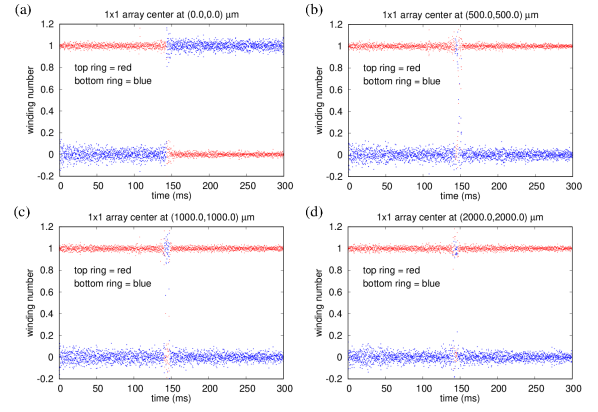 (a)
1x1 array center at (0.0,0.0) μm
winding number
1.2
1
0.8
0.6
0.4
0.2
0
-0.2
top ring = red
bottom ring = blue
0 50 100 150 200 250 300
time (ms)
(b)
1x1 array center at (500.0,500.0) μm
winding number
1.2
1
0.8
0.6
0.4
0.2
0
-0.2
top ring = red
bottom ring = blue
0 50 100 150 200 250 300
time (ms)
(c)
1x1 array center at (1000.0,1000.0) μm
winding number
1.2
1
0.8
0.6
0.4
0.2
0
-0.2
top ring = red
bottom ring = blue
0 50 100 150 200 250 300
time (ms)
(d)
1x1 array center at (2000.0,2000.0) μm
winding number
1.2
1
0.8
0.6
0.4
0.2
0
-0.2
top ring = red
bottom ring = blue
0 50 100 150 200 250 300
time (ms)